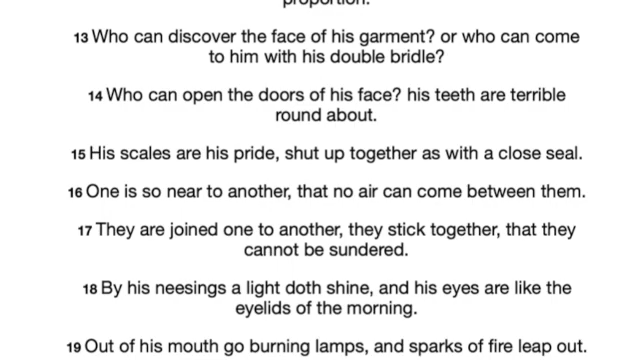 proportion.
13 Who can discover the face of his garment? or who can come
to him with his double bridle?
14 Who can open the doors of his face? his teeth are terrible
round about.
15 His scales are his pride, shut up together as with a close seal.
16 One is so near to another, that no air can come between them.
17 They are joined one to another, they stick together, that they
cannot be sundered.
18 By his neesings a light doth shine, and his eyes are like the
eyelids of the morning.
19 Out of his mouth go burning lamps, and sparks of fire leap out.